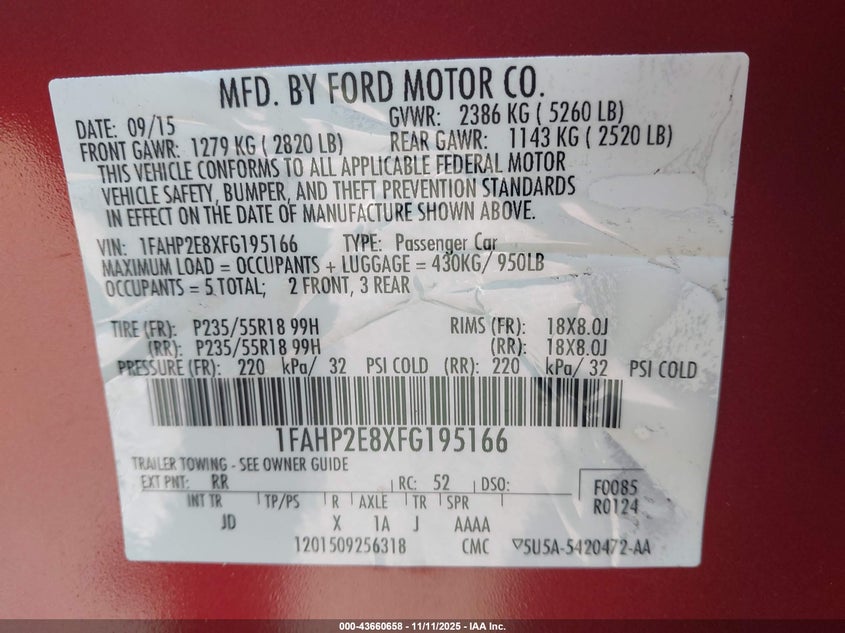 MFD. BY FORD MOTOR CO.
DATE: 09/15 GVWR: 2386 KG ( 5260 LB)
FRONT GAWR: 1279 KG ( 2820 LB) REAR GAWR: 1143 KG ( 2520 LB)
THIS VEHICLE CONFORMS TO ALL APPLICABLE FEDERAL MOTOR
VEHICLE SAFETY, BUMPER, AND THEFT PREVENTION STANDARDS
IN EFFECT ON THE DATE OF MANUFACTURE SHOWN ABOVE.
VIN: 1FAHP2E8XFG195166 TYPE: Passenger Car
MAXIMUM LOAD = OCCUPANTS + LUGGAGE = 430KG/ 950LB
OCCUPANTS = 5 TOTAL; 2 FRONT, 3 REAR
TIRE (FR): P235/55R18 99H RIMS (FR): 18X8.0J
(RR): P235/55R18 99H (RR): 18X8.0J
PRESSURE (FR): 220 kPa/ 32 PSI COLD (RR): 220 kPa/ 32 PSI COLD
1FAHP2E8XFG195166
TRAILER TOWING - SEE OWNER GUIDE
EXT PNT: RR RC: 52 DSO: F0085
INT TR TP/PS R AXLE TR SPR R0124
JD X 1A J AAAA
1201509256318 CMC ▽5U5A-5420472-AA
000-43660658 - 11/11/2025 - IAA Inc.